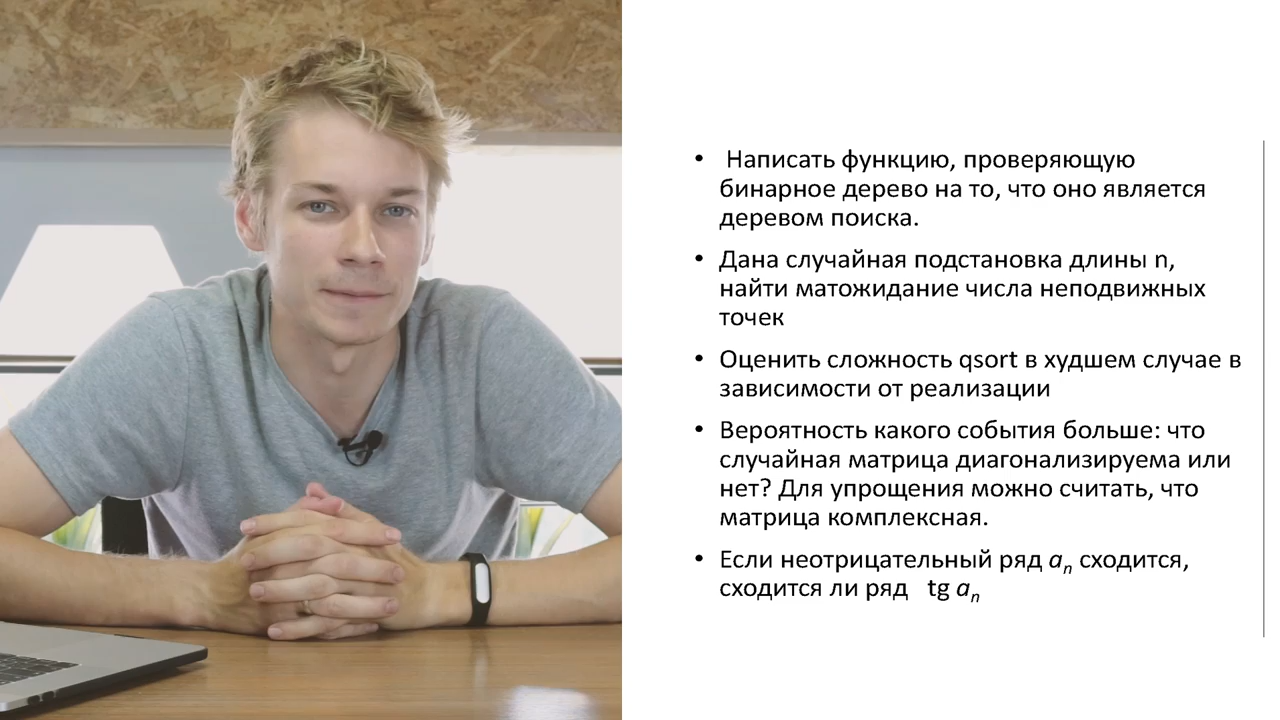 • Написать функцию, проверяющую
бинарное дерево на то, что оно является
деревом поиска.
• Дана случайная подстановка длины n,
найти матожидание числа неподвижных
точек
• Оценить сложность qsort в худшем случае в
зависимости от реализации
• Вероятность какого события больше: что
случайная матрица диагонализируема или
нет? Для упрощения можно считать, что
матрица комплексная.
• Если неотрицательный ряд aₙ сходится,
сходится ли ряд tg aₙ